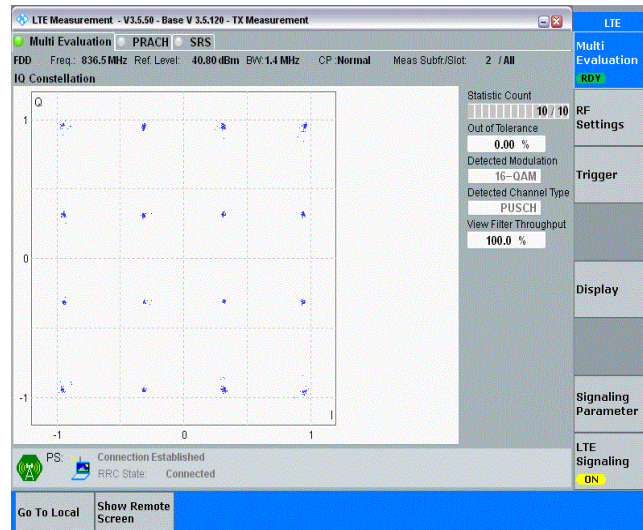 LTE Measurement - V3.5.50 - Base V 3.5.120 - TX Measurement
LTE
Multi Evaluation PRACH SRS
Multi
Evaluation
RDY
FDD Freq.: 836.5 MHz Ref. Level: 40.80 dBm BW: 1.4 MHz CP :Normal Meas Subfr./Slot: 2 / All
IQ Constellation
Q
1
0
-1
-1 0 1
I
Statistic Count
10 / 10
Out of Tolerance
0.00 %
Detected Modulation
16-QAM
Detected Channel Type
PUSCH
View Filter Throughput
100.0 %
RF
Settings
Trigger
Display
Signaling
Parameter
LTE
Signaling
ON
PS: Connection Established
RRC State: Connected
Go To Local
Show Remote
Screen